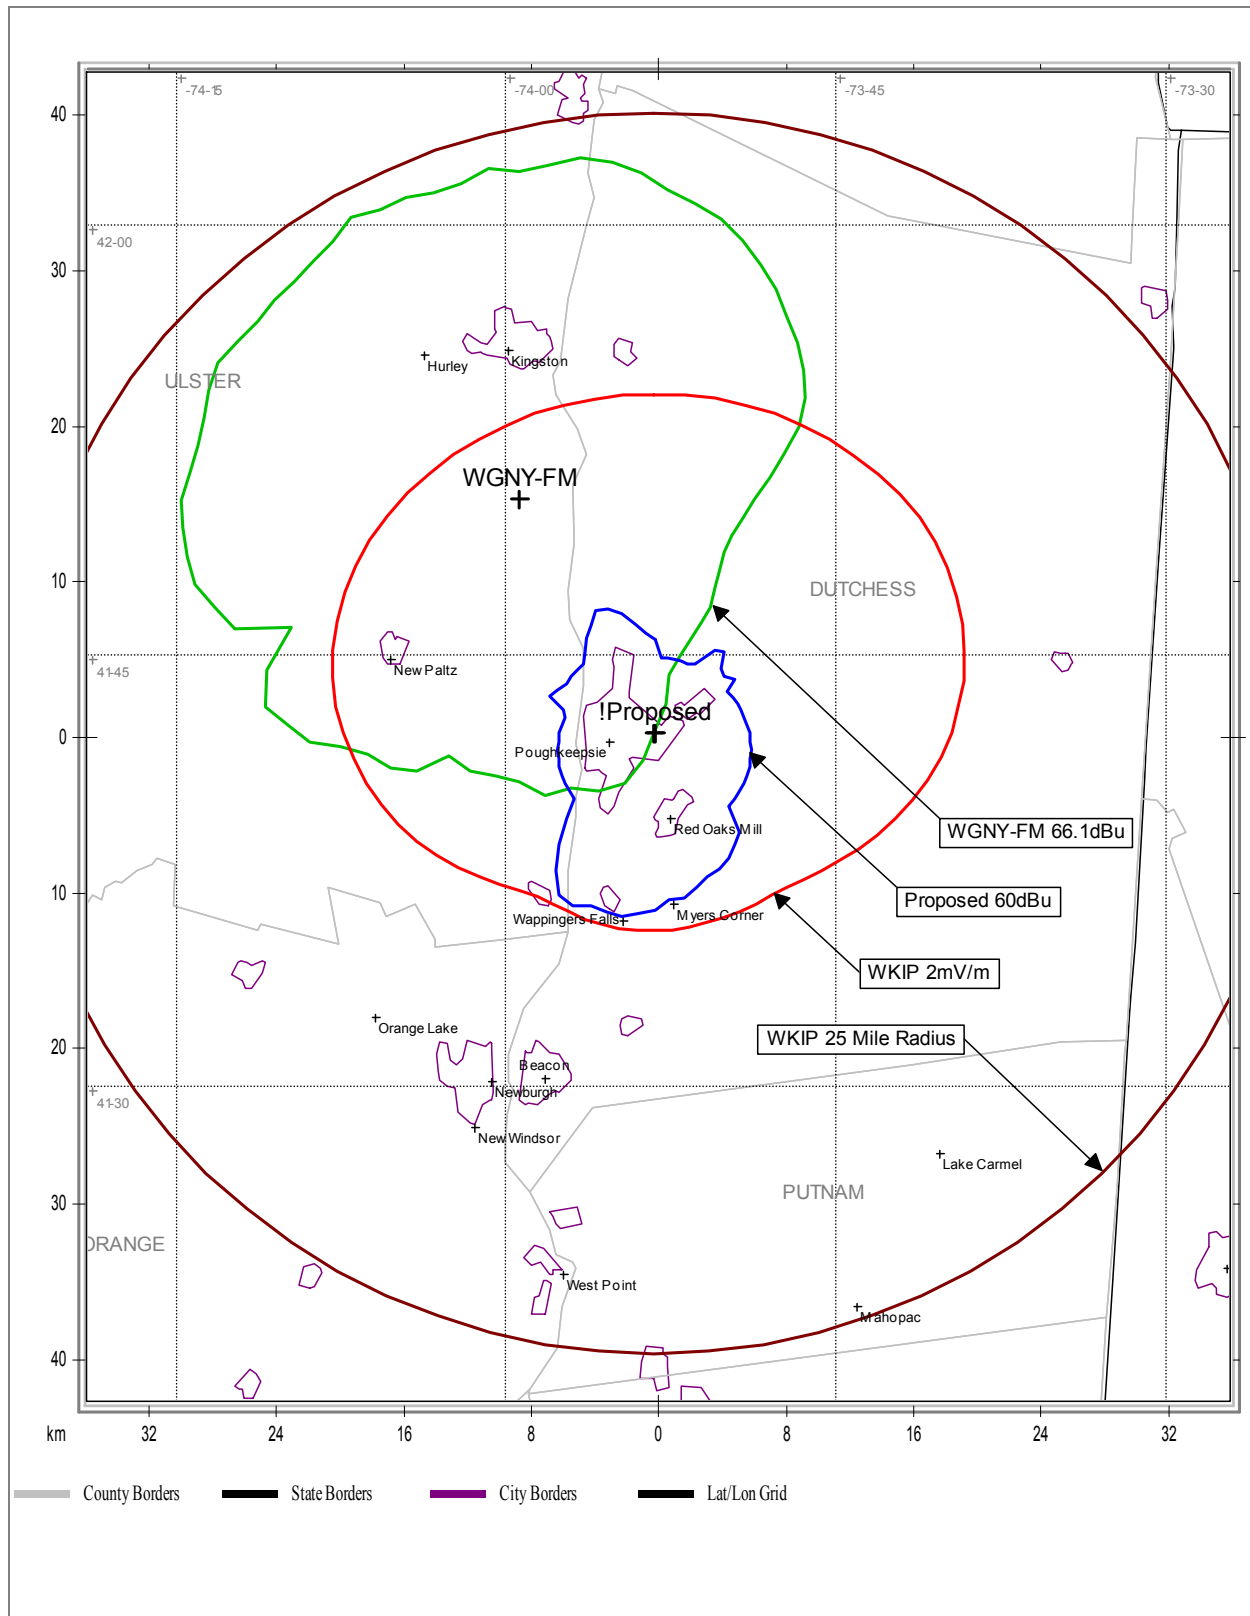 -74-15
-74-00
-73-45
-73-30
40
42-00
30
Hurley
Kingston
ULSTER
20
WGNY-FM
10
DUTCHESS
41-45
New Paltz
!Proposed
0
Poughkeepsie
Red Oaks Mill
WGNY-FM 66.1dBu
10
Proposed 60dBu
Myers Corner
Wappingers Falls
WKIP 2mV/m
Orange Lake
WKIP 25 Mile Radius
20
Beacon
41-30
Newburgh
New Windsor
Lake Carmel
PUTNAM
30
ORANGE
West Point
Mahopac
40
km 32 24 16 8 0 8 16 24 32
County Borders State Borders City Borders Lat/Lon Grid